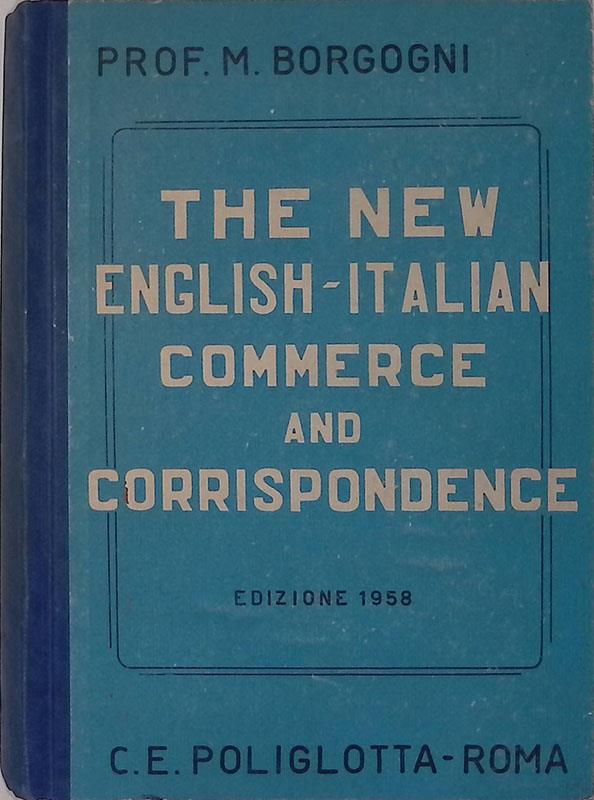 PROF. M. BORGOGNI
THE NEW
ENGLISH-ITALIAN
COMMERCE
AND
CORRISPONDENCE
EDIZIONE 1958
C.E. POLIGLOTTA-ROMA